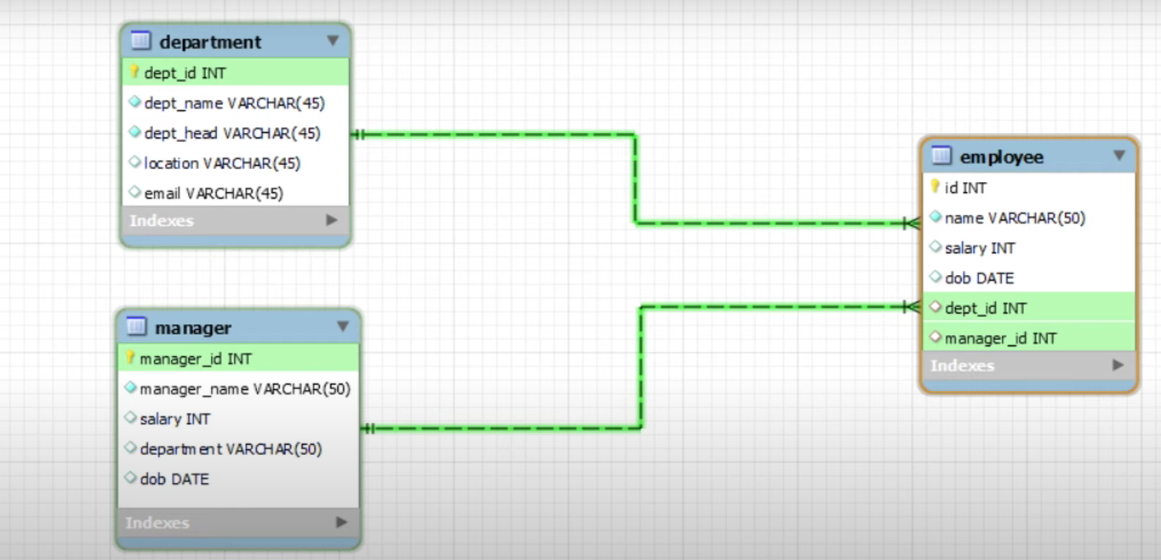 department
dept_id INT
dept_name VARCHAR(45)
dept_head VARCHAR(45)
location VARCHAR(45)
email VARCHAR(45)
Indexes
manager
manager_id INT
manager_name VARCHAR(50)
salary INT
department VARCHAR(50)
dob DATE
Indexes
employee
id INT
name VARCHAR(50)
salary INT
dob DATE
dept_id INT
manager_id INT
Indexes